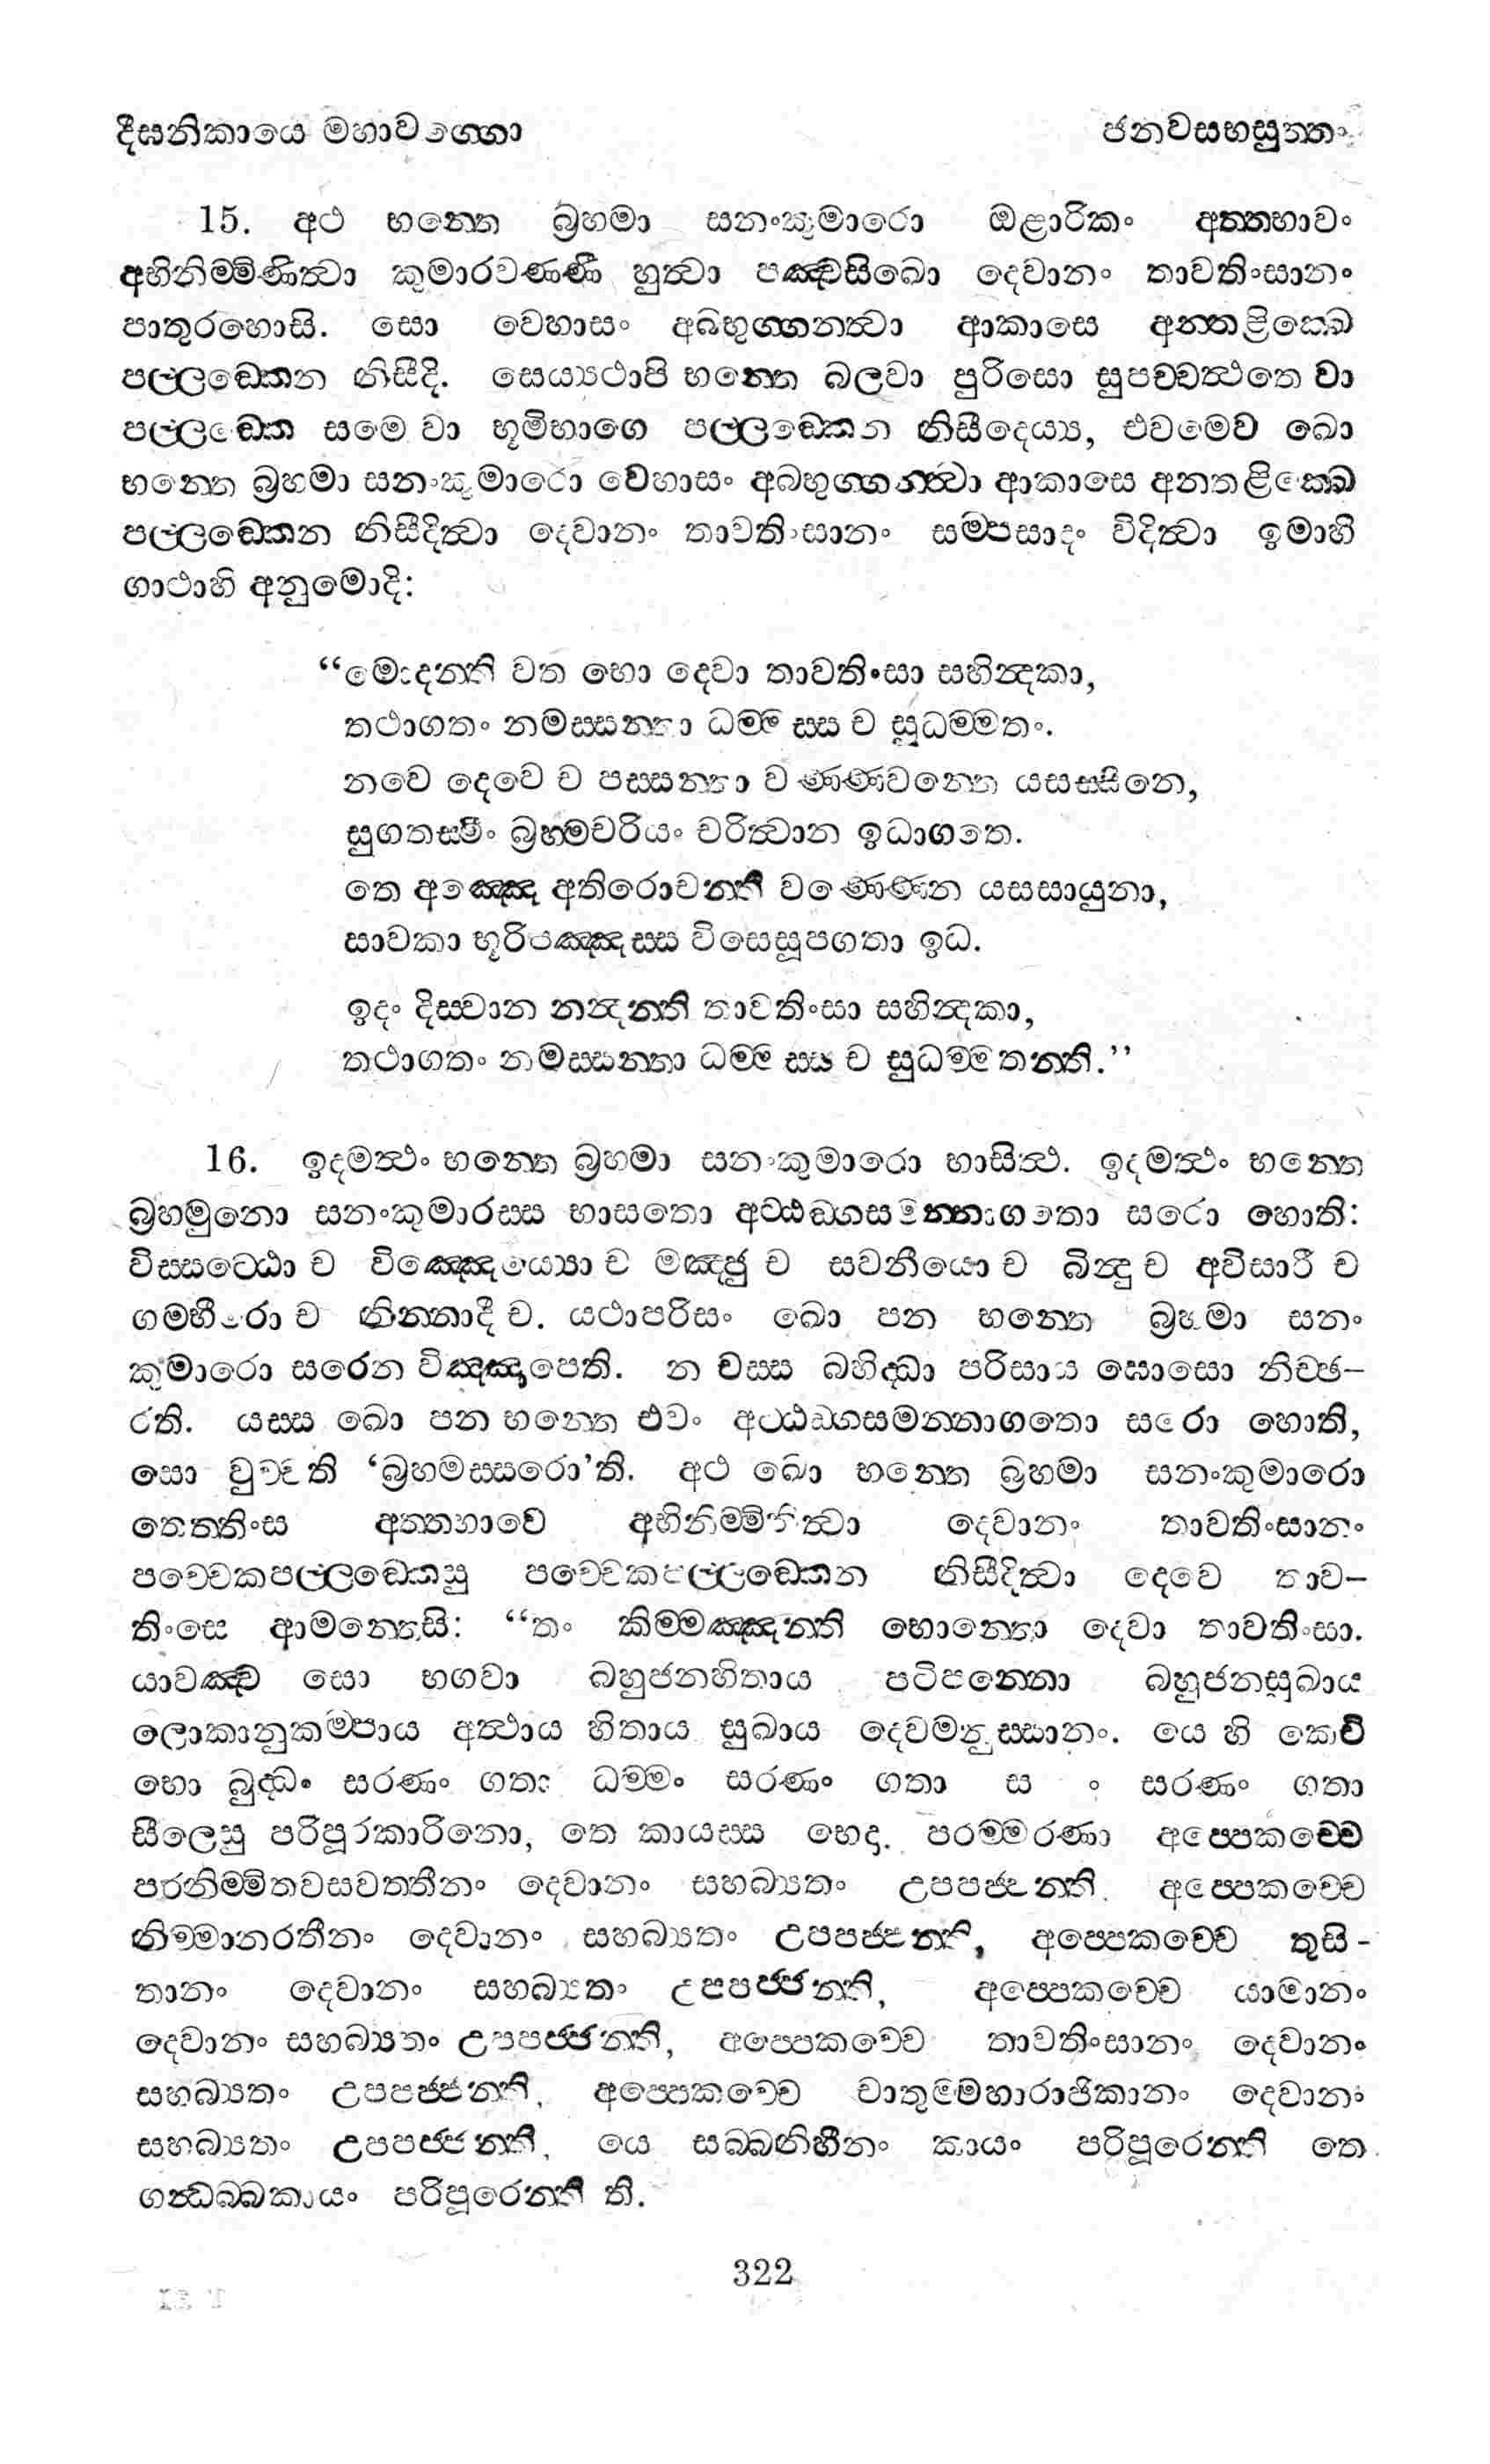 දීඝනිකායෙ මහාවග්ගො ජනවසභසුත්තං
15. අථ භන්තෙ බ්‍රහ්මා සනංකුමාරො ඔළාරිකං අත්තභාවං
අභිනිම්මිණිත්වා කුමාරවණ්ණී හුත්වා පඤ්චසිඛො දෙවානං තාවතිංසානං
පාතුරහොසි. සො වෙහාසං අබ්භුග්ගන්ත්වා ආකාසෙ අන්තළික්ඛෙ
පල්ලඞ්කෙන නිසීදි. සෙය්‍යථාපි භන්තෙ බලවා පුරිසො සුපච්චත්ථතෙ වා
පල්ලඞ්කෙ සමෙ වා භූමිභාගෙ පල්ලඞ්කෙන නිසීදෙය්‍ය, එවමෙව ඛො
භන්තෙ බ්‍රහ්මා සනංකුමාරො වෙහාසං අබ්භුග්ගන්ත්වා ආකාසෙ අන්තළික්ඛෙ
පල්ලඞ්කෙන නිසීදිත්වා දෙවානං තාවතිංසානං සම්පසාදං විදිත්වා ඉමාහි
ගාථාහි අනුමොදි:
“මොදන්ති වත භො දෙවා තාවතිංසා සහින්දකා,
තථාගතං නමස්සන්තා ධම්මස්ස ච සුධම්මතං.
නවෙ දෙවෙ ච පස්සන්තා වණ්ණවන්තෙ යසස්සිනෙ,
සුගතස්මිං බ්‍රහ්මචරියං චරිත්වාන ඉධාගතෙ.
තෙ අඤ්ඤෙ අතිරොචන්ති වණ්ණෙන යසසායුනා,
සාවකා භූරිපඤ්ඤස්ස විසෙසූපගතා ඉධ.
ඉදං දිස්වාන නන්දන්ති තාවතිංසා සහින්දකා,
තථාගතං නමස්සන්තා ධම්මස්ස ච සුධම්මතන්ති.”
16. ඉදමත්ථං භන්තෙ බ්‍රහ්මා සනංකුමාරො භාසිත්ථ. ඉදමත්ථං භන්තෙ
බ්‍රහ්මුනො සනංකුමාරස්ස භාසතො අට්ඨඞ්ගසමන්නාගතො සරො හොති:
විස්සට්ඨො ච විඤ්ඤෙය්‍යො ච මඤ්ජු ච සවනීයො ච බින්දු ච අවිසාරී ච
ගම්භීරො ච නින්නාදී ච. යථාපරිසං ඛො පන භන්තෙ බ්‍රහ්මා සනං
කුමාරො සරෙන විඤ්ඤාපෙති. න චස්ස බහිද්ධා පරිසාය ඝොසො නිච්ඡ-
රති. යස්ස ඛො පන භන්තෙ එවං අට්ඨඞ්ගසමන්නාගතො සරො හොති,
සො වුච්චති ‘බ්‍රහ්මස්සරො’ති. අථ ඛො භන්තෙ බ්‍රහ්මා සනංකුමාරො
තෙත්තිංස අත්තභාවෙ අභිනිම්මිනිත්වා දෙවානං තාවතිංසානං
පච්චෙකපල්ලඞ්කෙසු පච්චෙකපල්ලඞ්කෙන නිසීදිත්වා දෙවෙ තාව-
තිංසෙ ආමන්තෙසි: “තං කිම්මඤ්ඤන්ති භොන්තො දෙවා තාවතිංසා.
යාවඤ්ච සො භගවා බහුජනහිතාය පටිපන්නො බහුජනසුඛාය
ලොකානුකම්පාය අත්ථාය හිතාය සුඛාය දෙවමනුස්සානං. යෙ හි කෙචි
භො බුද්ධං සරණං ගතා ධම්මං සරණං ගතා ස ං සරණං ගතා
සීලෙසු පරිපූරකාරිනො, තෙ කායස්ස භෙදා පරම්මරණා අප්පෙකච්චෙ
පරනිම්මිතවසවත්තීනං දෙවානං සහබ්‍යතං උපපජ්ජන්ති. අප්පෙකච්චෙ
නිම්මානරතීනං දෙවානං සහබ්‍යතං උපපජ්ජන්ති, අප්පෙකච්චෙ තුසි-
තානං දෙවානං සහබ්‍යතං උපපජ්ජන්ති, අප්පෙකච්චෙ යාමානං
දෙවානං සහබ්‍යතං උපපජ්ජන්ති, අප්පෙකච්චෙ තාවතිංසානං දෙවානං
සහබ්‍යතං උපපජ්ජන්ති, අප්පෙකච්චෙ චාතුම්මහාරාජිකානං දෙවානං
සහබ්‍යතං උපපජ්ජන්ති, යෙ සබ්බනිහීනං කායං පරිපූරෙන්ති තෙ
ගන්ධබ්බකායං පරිපූරෙන්තී ති.
322